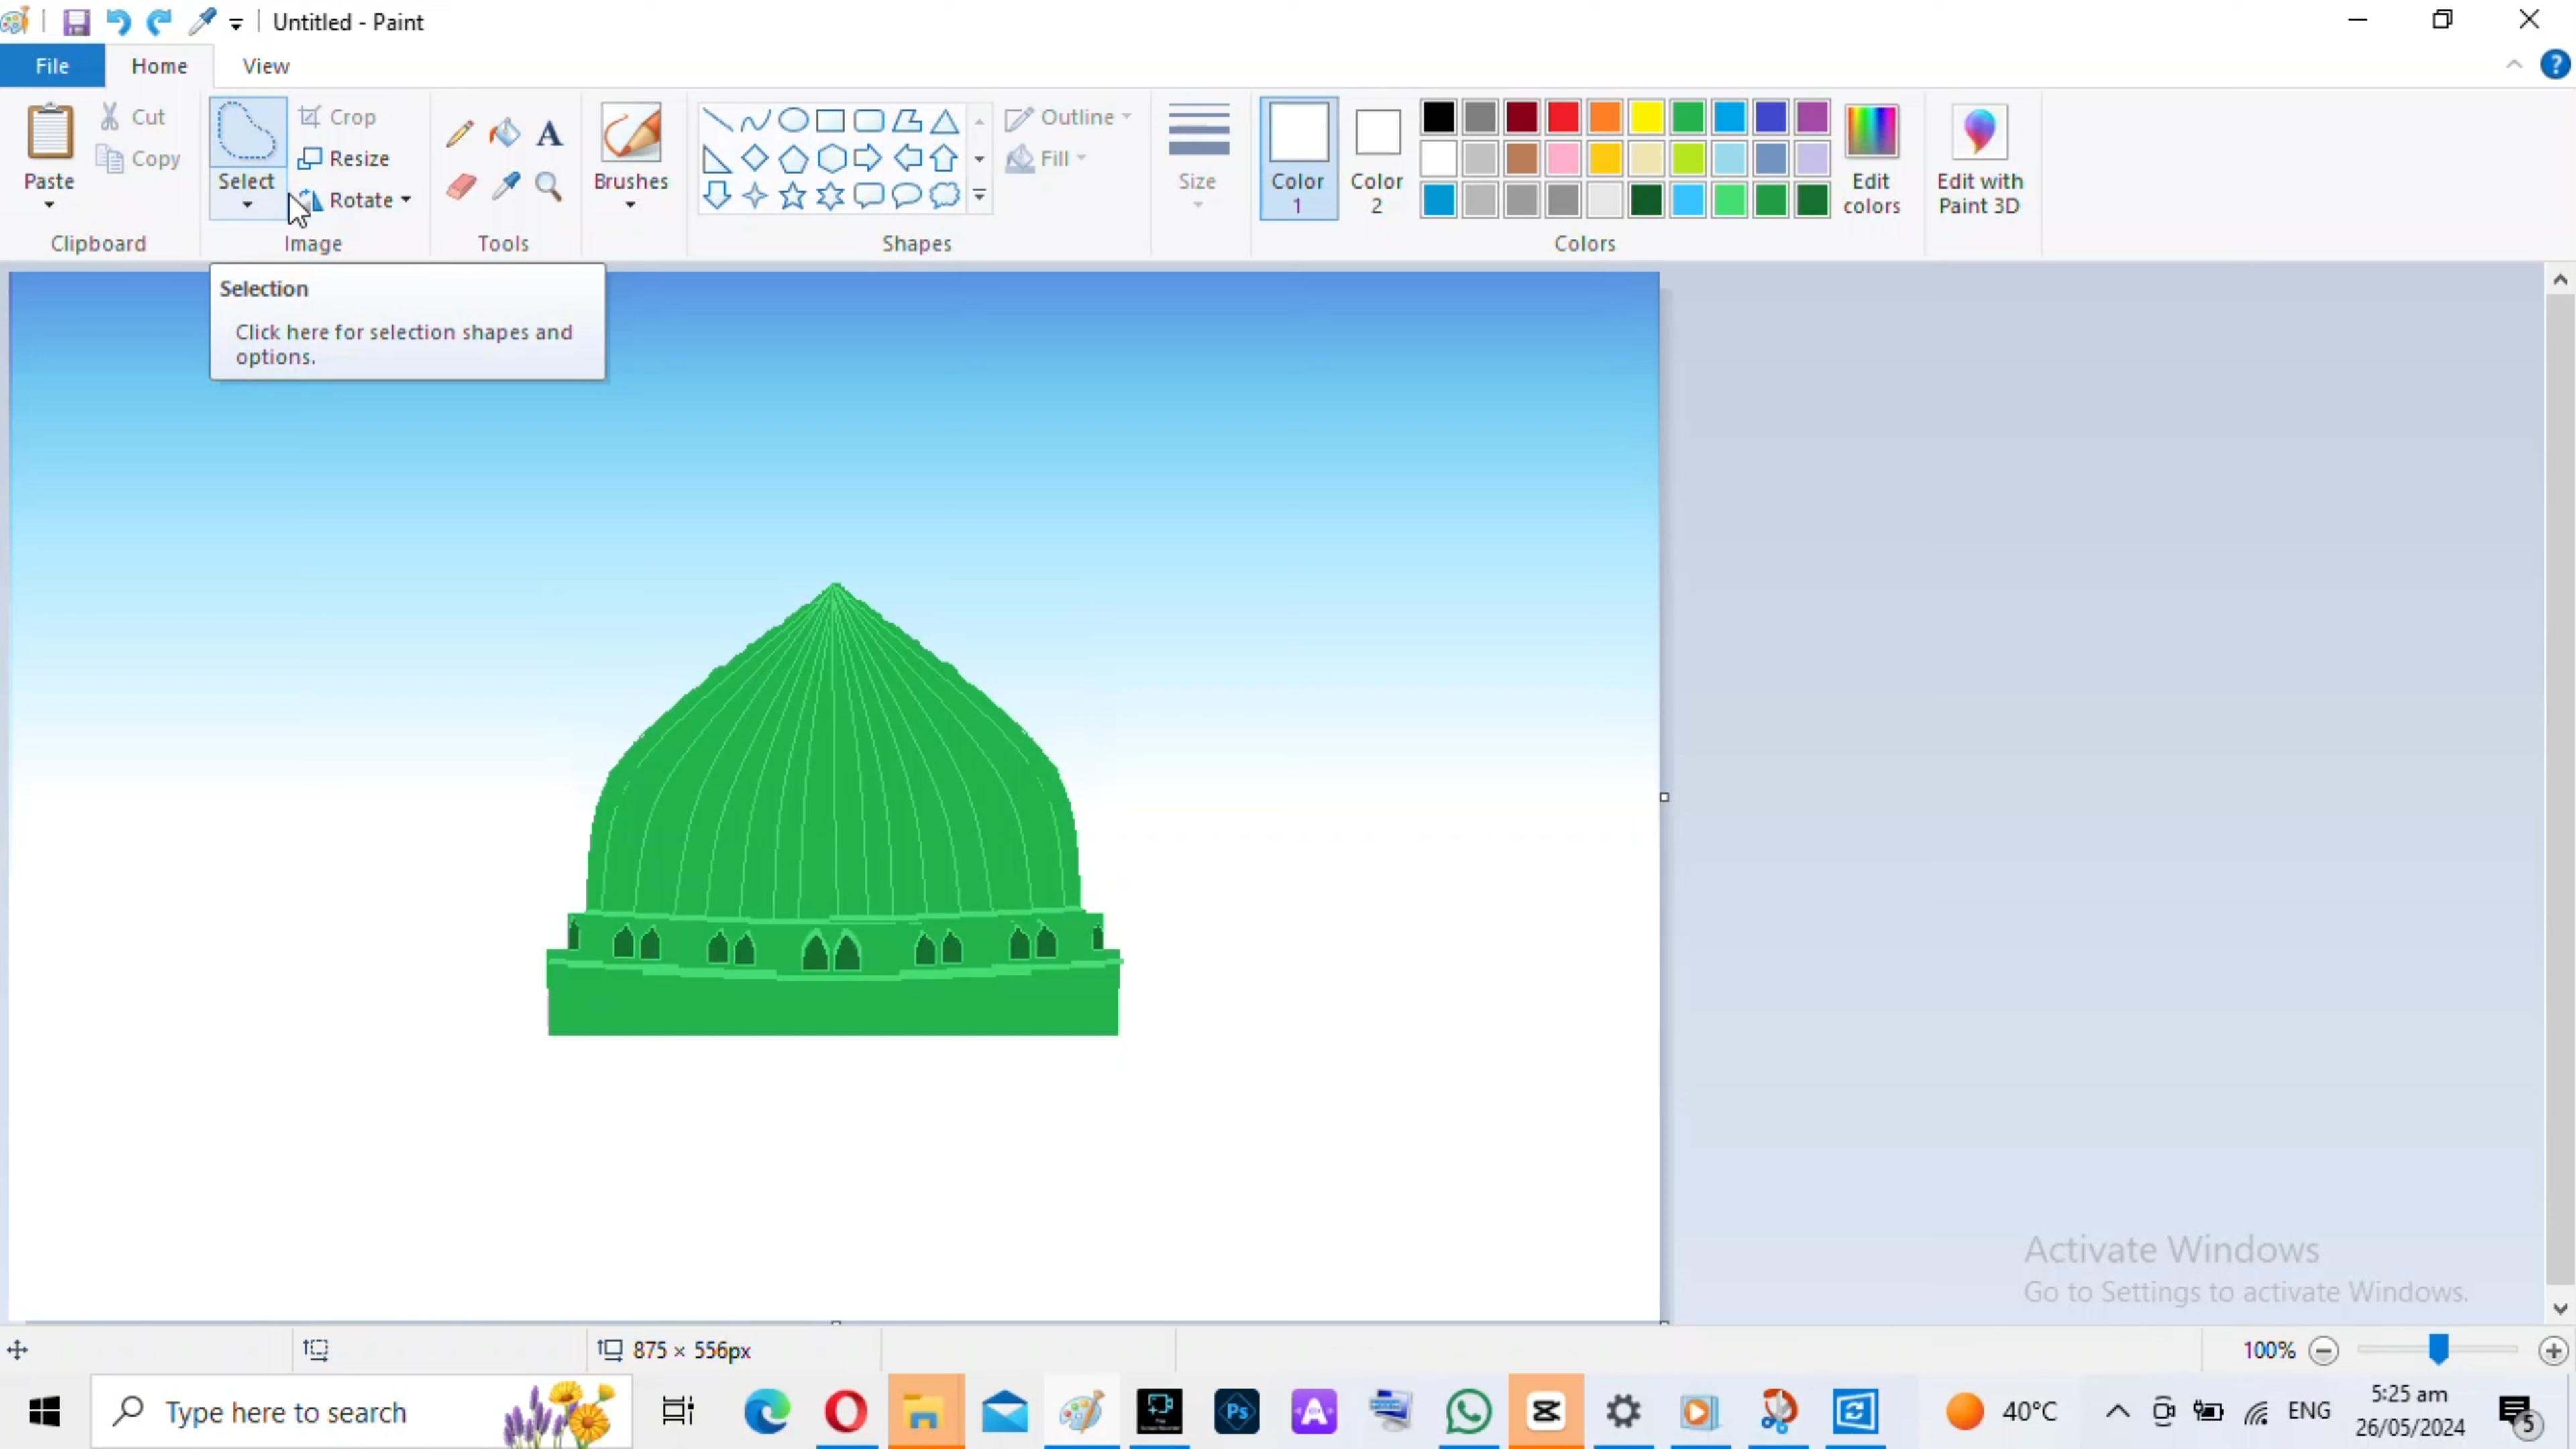 Untitled - Paint
File Home View
Paste
Cut
Copy
Clipboard
Select
Crop
Resize
Rotate
Image
A
Tools
Brushes
Shapes
Outline
Fill
Size
Color 1
Color 2
Colors
Edit colors
Edit with Paint 3D
?
Selection
Click here for selection shapes and
options.
Activate Windows
Go to Settings to activate Windows.
875 × 556px
100%
Type here to search
Ps
A
40°C
ENG
5:25 am
26/05/2024
5